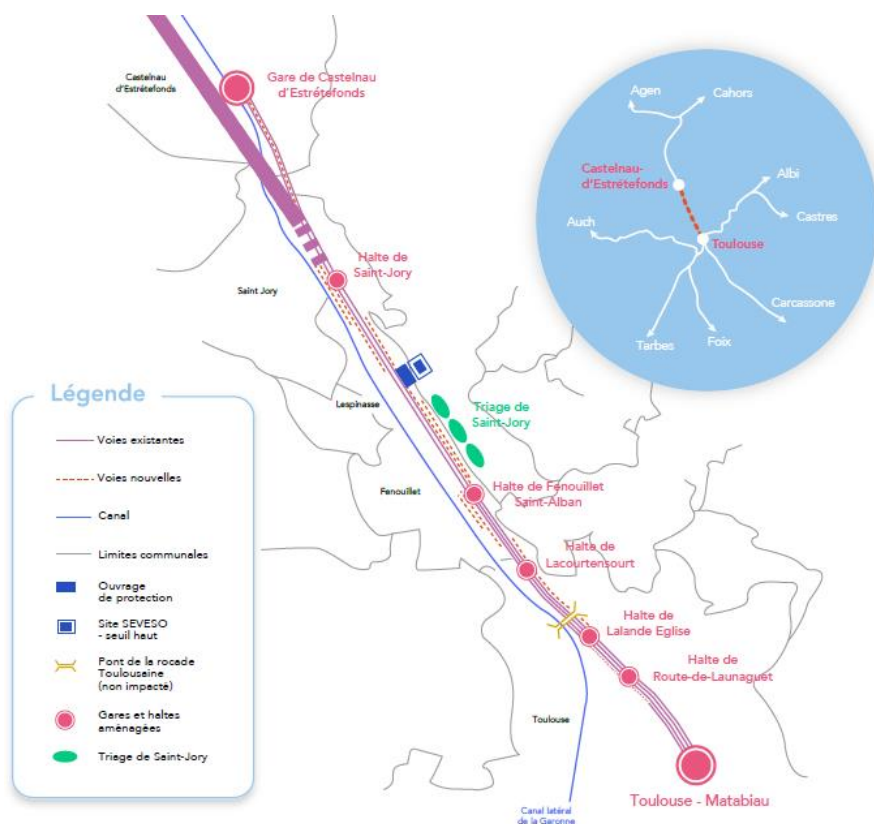 Castelnau
d'Estrétefonds
Gare de Castelnau
d'Estrétefonds
Halte de
Saint-Jory
Saint Jory
Lespinasse
Triage de
Saint-Jory
Fenouillet
Halte de Fenouillet
Saint-Alban
Halte de
Lacourtensourt
Halte de
Lalande Eglise
Halte de
Route-de-Launaguet
Toulouse
Toulouse - Matabiau
Canal latéral
de la Garonne
Agen
Cahors
Castelnau-
d'Estrétefonds
Albi
Castres
Auch
Toulouse
Carcassone
Foix
Tarbes
Légende
Voies existantes
Voies nouvelles
Canal
Limites communales
Ouvrage
de protection
Site SEVESO
- seuil haut
Pont de la rocade
Toulousaine
(non impacté)
Gares et haltes
aménagées
Triage de Saint-Jory